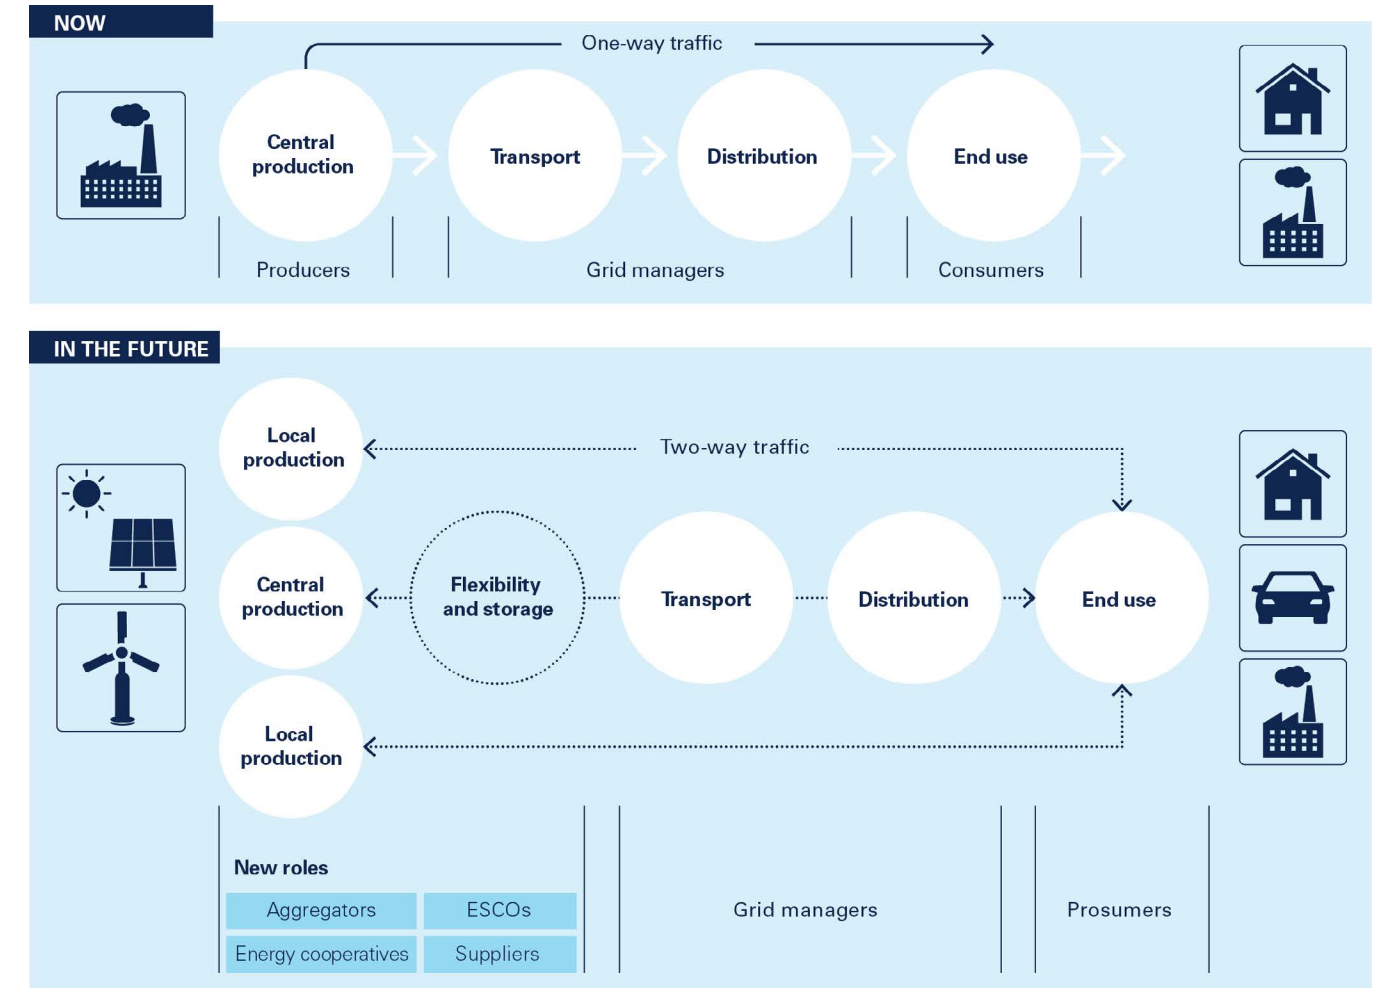 NOW
One-way traffic
Central
production
Transport
Distribution
End use
Producers
Grid managers
Consumers
IN THE FUTURE
Local
production
Two-way traffic
Central
production
Flexibility
and storage
Transport
Distribution
End use
Local
production
New roles
Aggregators
ESCOs
Energy cooperatives
Suppliers
Grid managers
Prosumers